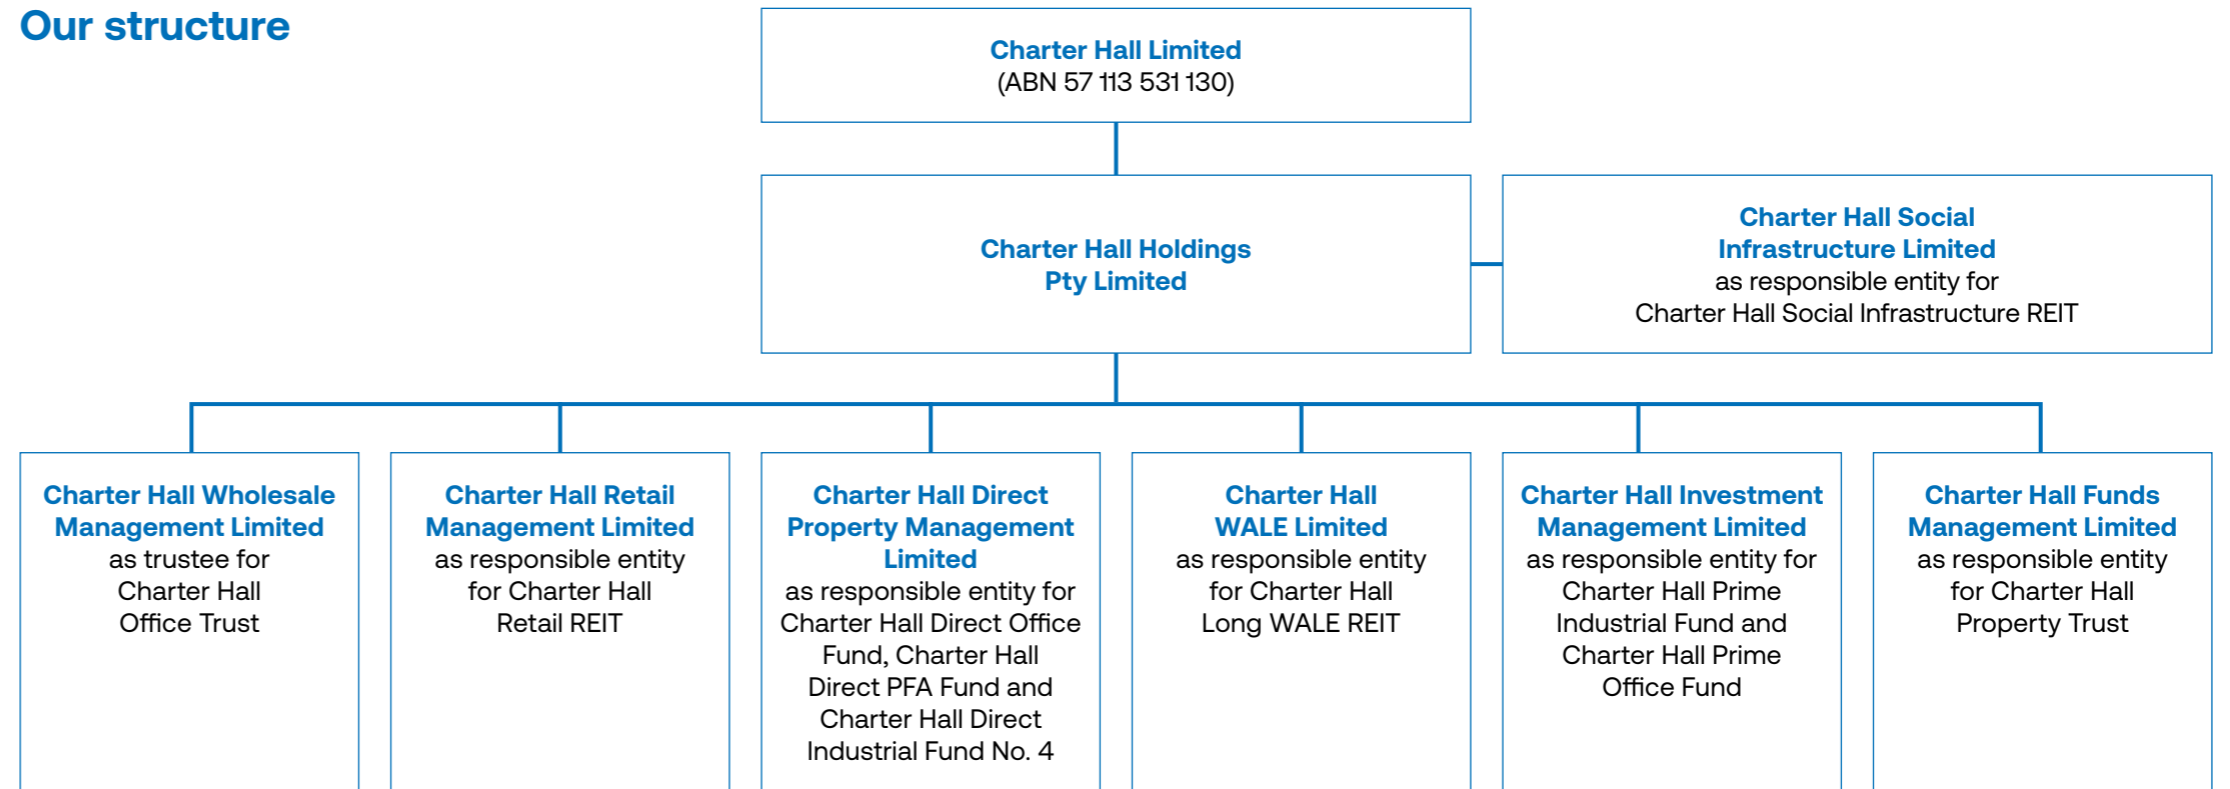 Our structure
Charter Hall Limited
(ABN 57 113 531 130)
Charter Hall Holdings
Pty Limited
Charter Hall Social
Infrastructure Limited
as responsible entity for
Charter Hall Social Infrastructure REIT
Charter Hall Wholesale
Management Limited
as trustee for
Charter Hall
Office Trust
Charter Hall Retail
Management Limited
as responsible entity
for Charter Hall
Retail REIT
Charter Hall Direct
Property Management
Limited
as responsible entity for
Charter Hall Direct Office
Fund, Charter Hall
Direct PFA Fund and
Charter Hall Direct
Industrial Fund No. 4
Charter Hall
WALE Limited
as responsible entity
for Charter Hall
Long WALE REIT
Charter Hall Investment
Management Limited
as responsible entity for
Charter Hall Prime
Industrial Fund and
Charter Hall Prime
Office Fund
Charter Hall Funds
Management Limited
as responsible entity
for Charter Hall
Property Trust